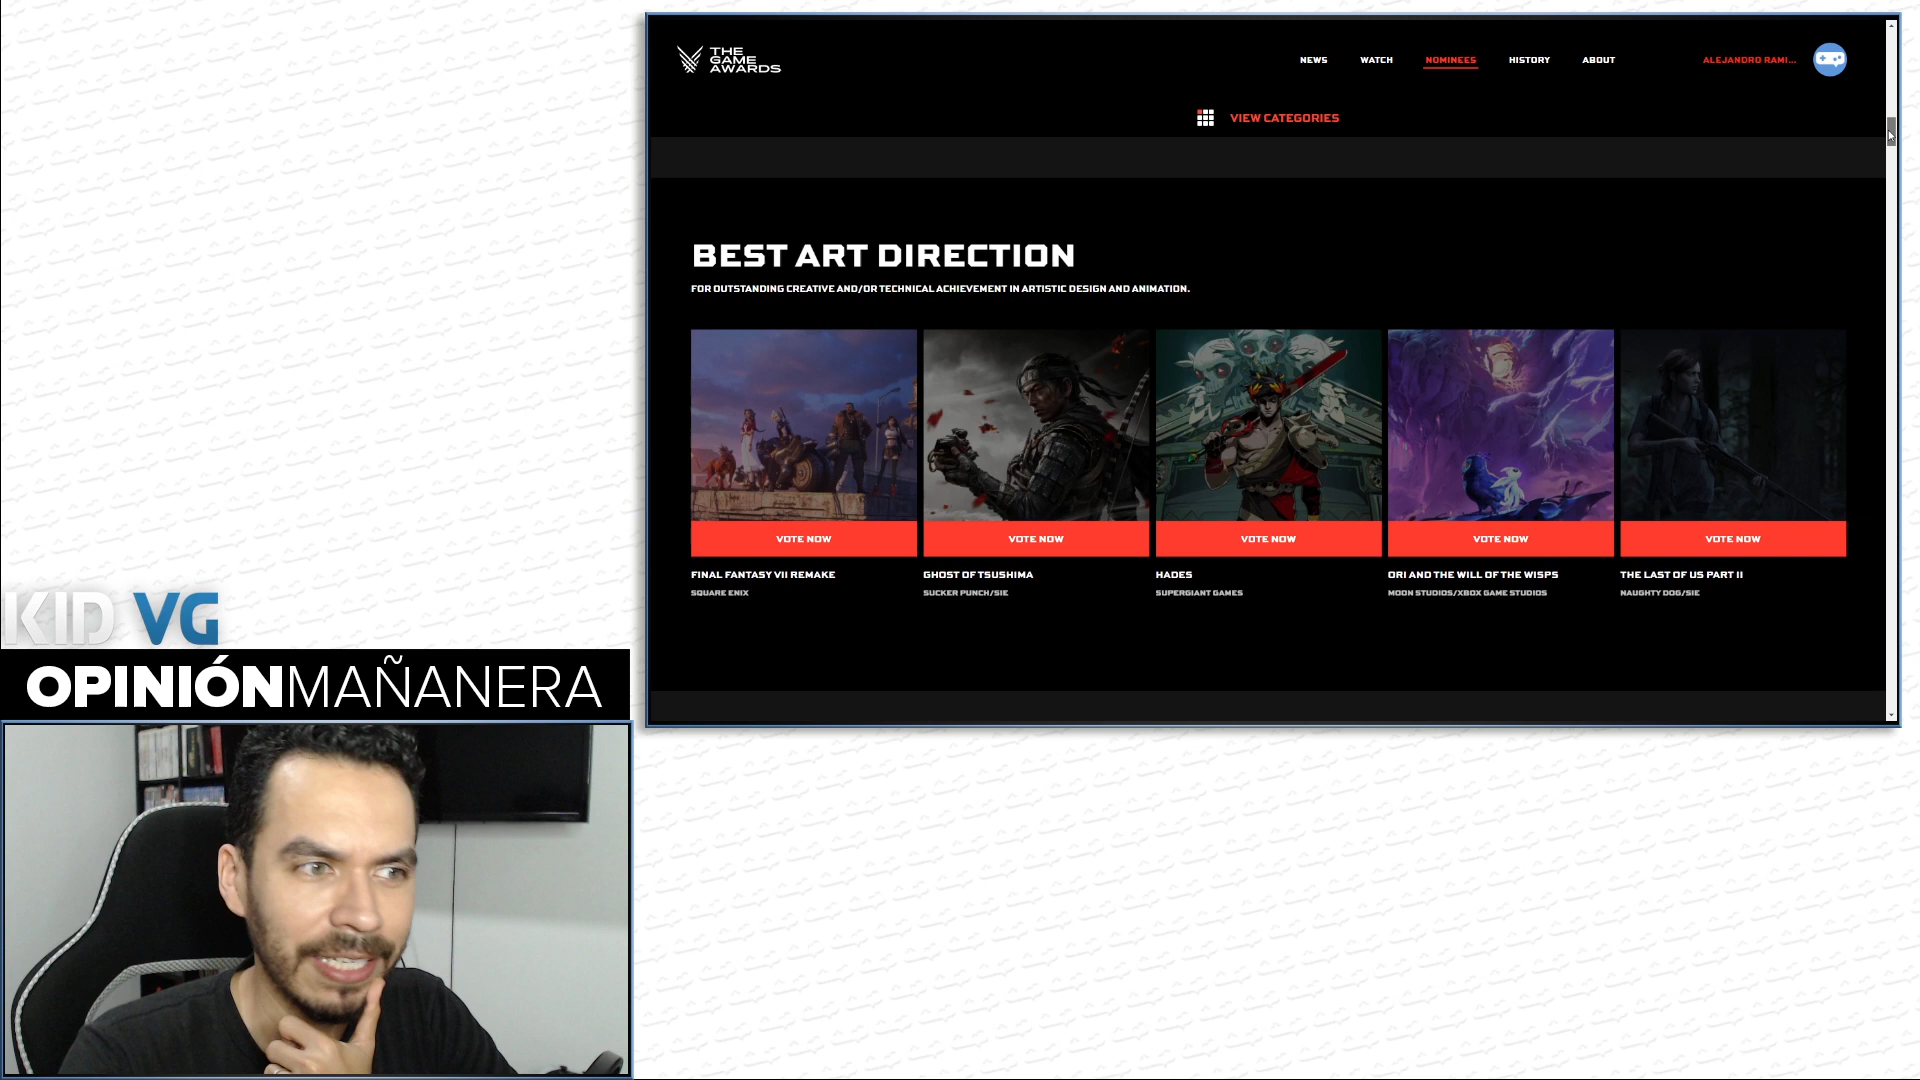 THE
GAME
AWARDS
NEWS
WATCH
NOMINEES
HISTORY
ABOUT
ALEJANDRO RAMI...
VIEW CATEGORIES
BEST ART DIRECTION
FOR OUTSTANDING CREATIVE AND/OR TECHNICAL ACHIEVEMENT IN ARTISTIC DESIGN AND ANIMATION.
VOTE NOW
VOTE NOW
VOTE NOW
VOTE NOW
VOTE NOW
FINAL FANTASY VII REMAKE
SQUARE ENIX
GHOST OF TSUSHIMA
SUCKER PUNCH/SIE
HADES
SUPERGIANT GAMES
ORI AND THE WILL OF THE WISPS
MOON STUDIOS/XBOX GAME STUDIOS
THE LAST OF US PART II
NAUGHTY DOG/SIE
KID VG
OPINIÓNMAÑANERA